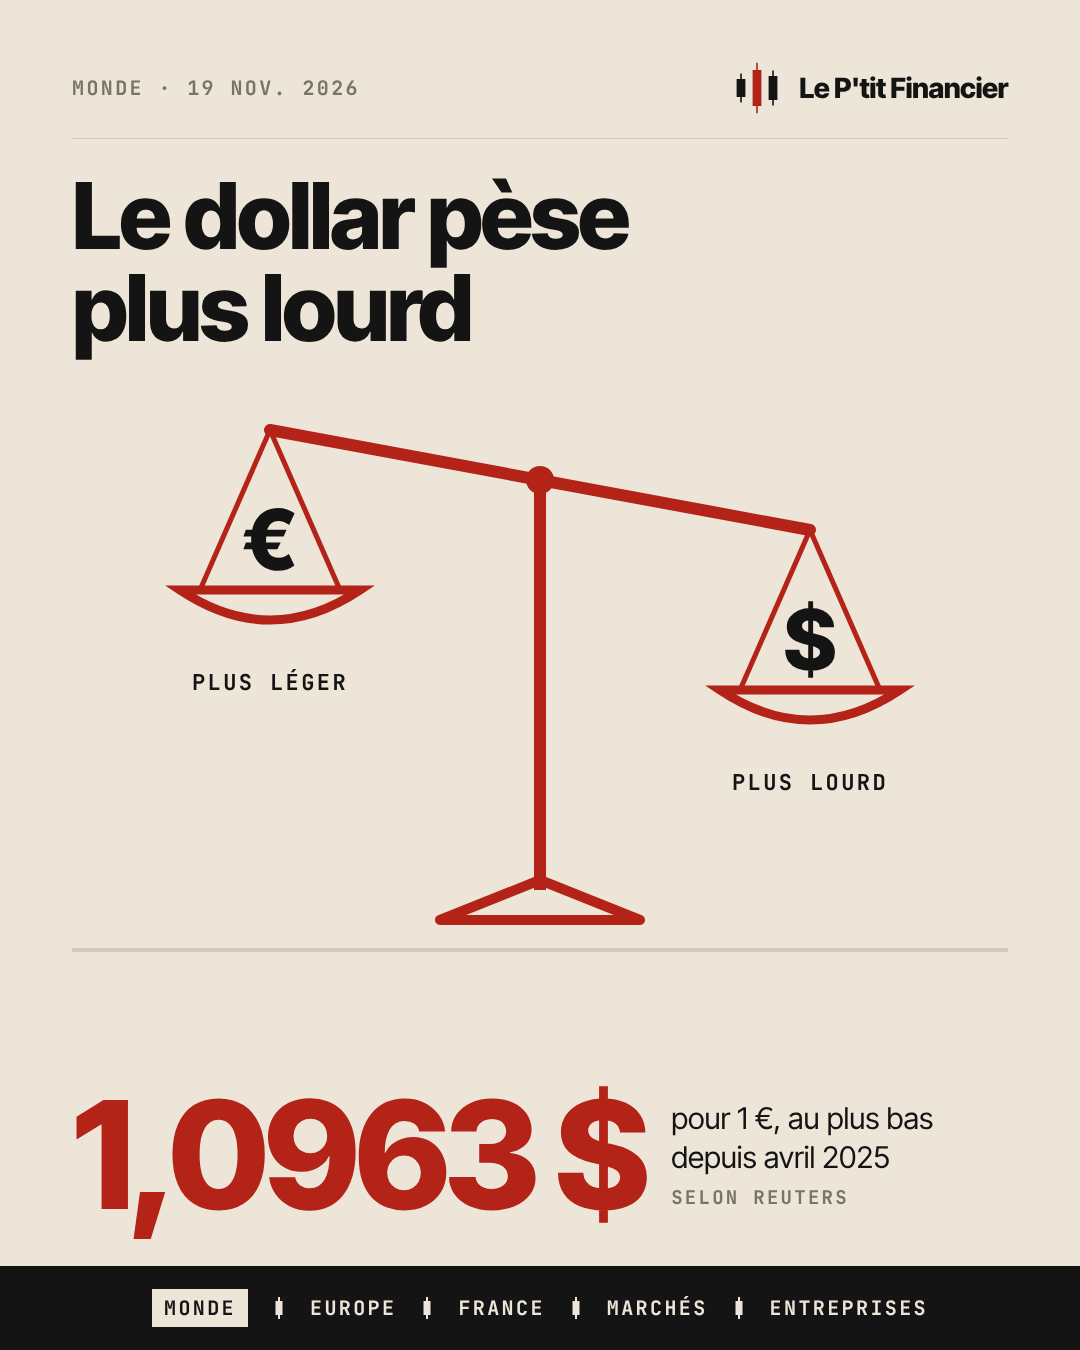 MONDE · 19 NOV. 2026
Le P'tit Financier
Le dollar pèse
plus lourd
€
$
PLUS LÉGER
PLUS LOURD
1,0963 $
pour 1 €, au plus bas
depuis avril 2025
SELON REUTERS
MONDE EUROPE FRANCE MARCHÉS ENTREPRISES